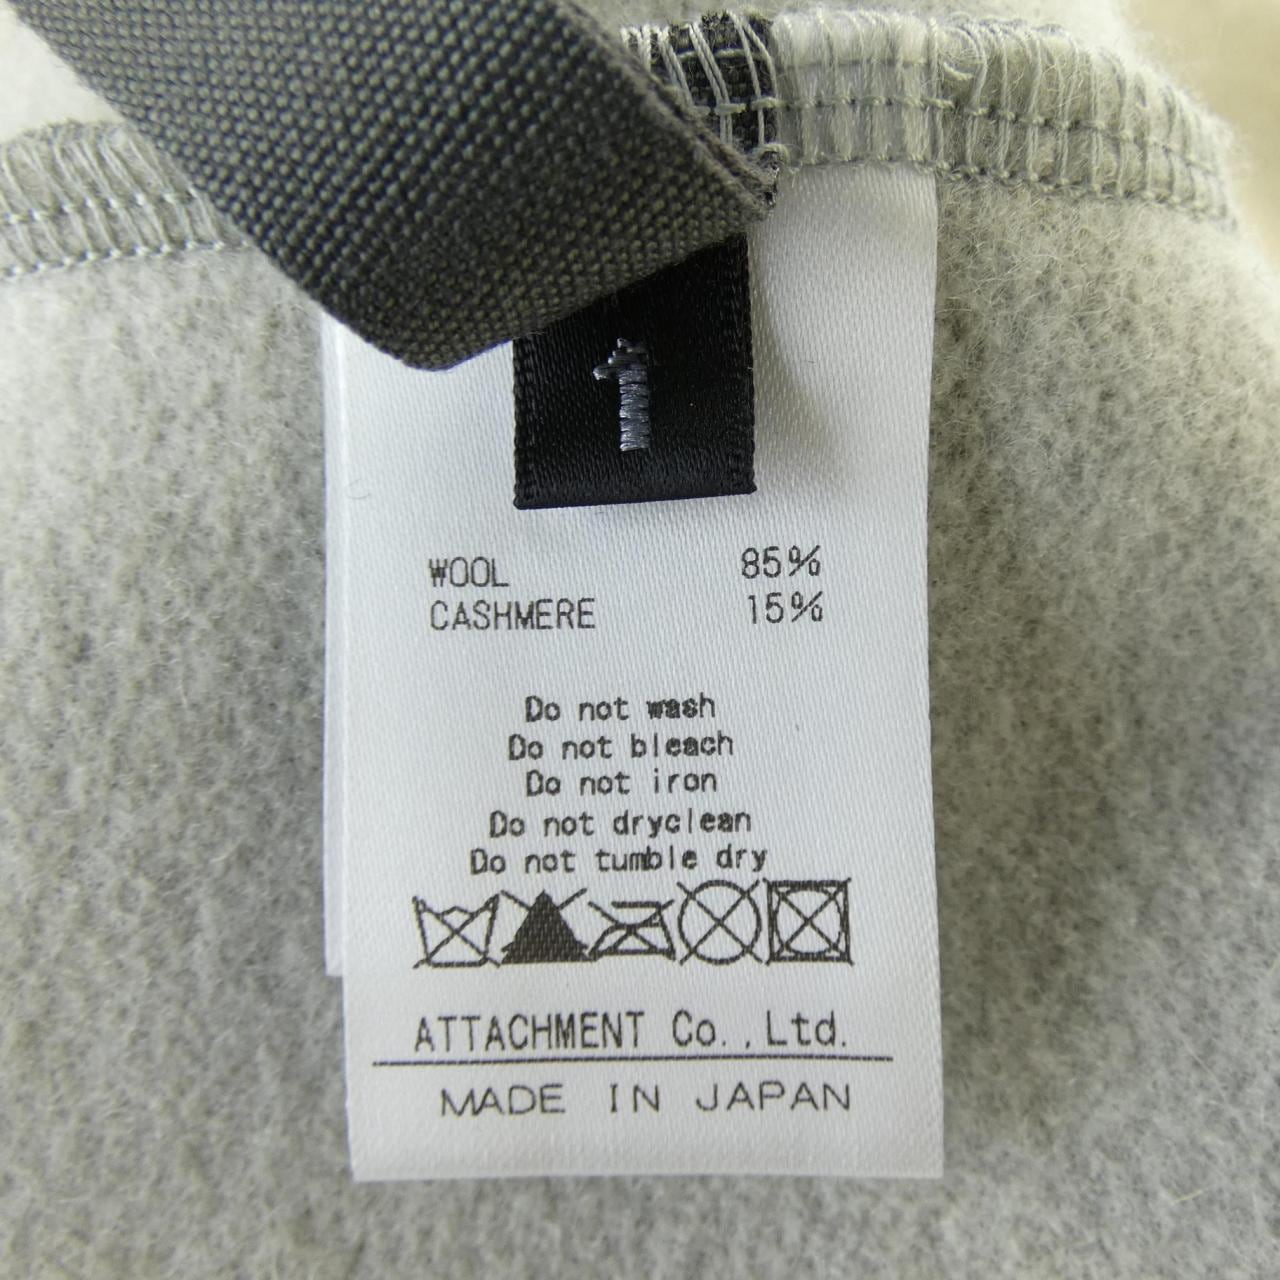 1
WOOL 85%
CASHMERE 15%
Do not wash
Do not bleach
Do not iron
Do not dryclean
Do not tumble dry
ATTACHMENT Co.,Ltd.
MADE IN JAPAN